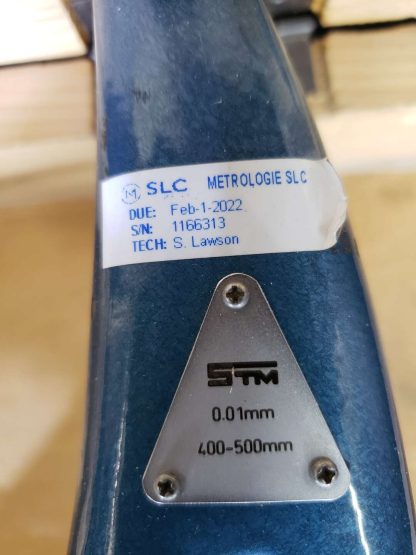 M SLC METROLOGIE SLC
DUE: Feb-1-2022
S/N: 1166313
TECH: S. Lawson
STM
0.01mm
400-500mm